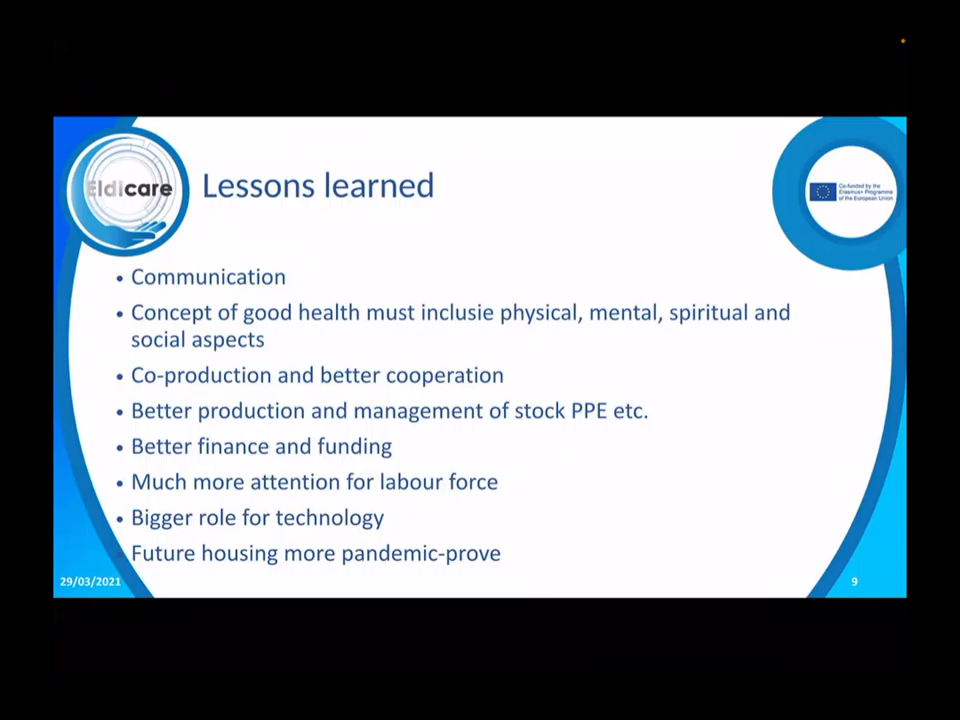 Eldicare
Lessons learned
Co-funded by the
Erasmus+ Programme
of the European Union
• Communication
• Concept of good health must inclusie physical, mental, spiritual and
social aspects
• Co-production and better cooperation
• Better production and management of stock PPE etc.
• Better finance and funding
• Much more attention for labour force
• Bigger role for technology
• Future housing more pandemic-prove
29/03/2021
9